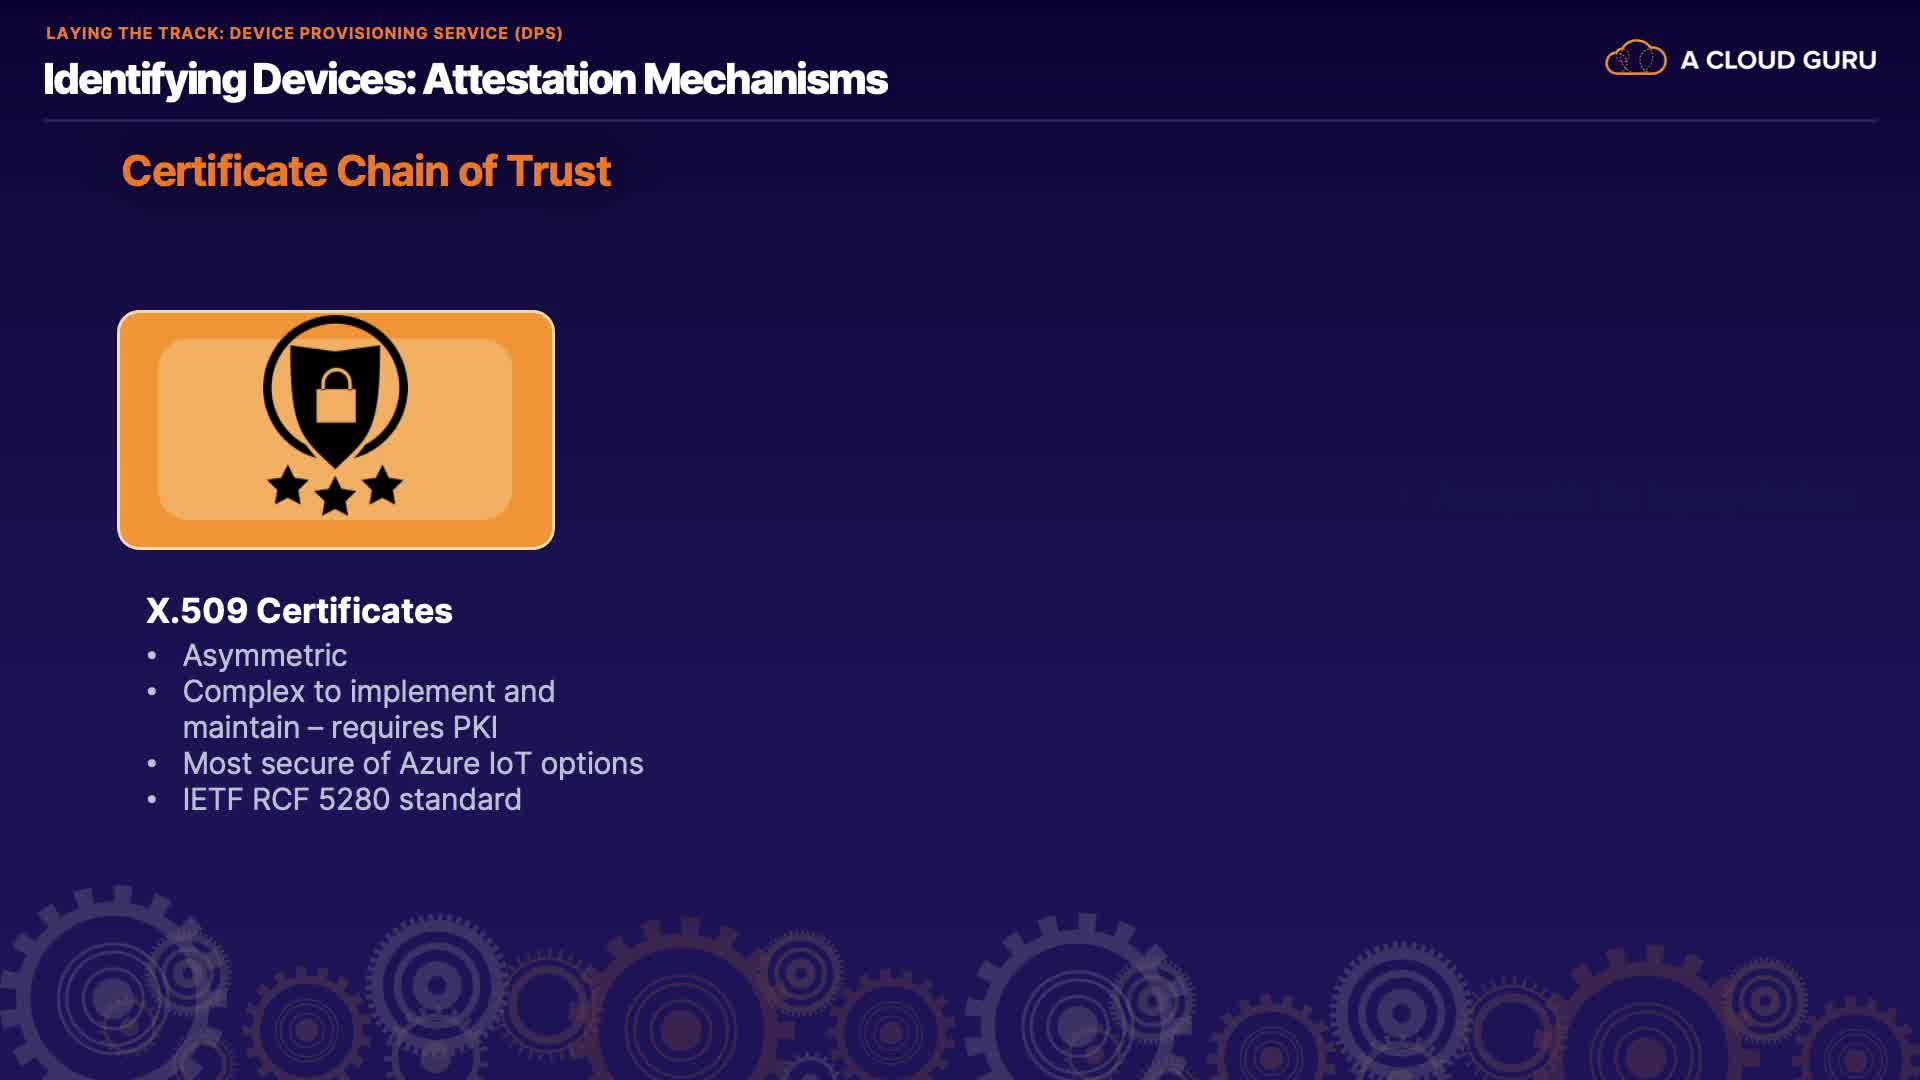 LAYING THE TRACK: DEVICE PROVISIONING SERVICE (DPS)
Identifying Devices: Attestation Mechanisms
A CLOUD GURU
Certificate Chain of Trust
X.509 Certificates
• Asymmetric
• Complex to implement and
maintain – requires PKI
• Most secure of Azure IoT options
• IETF RCF 5280 standard